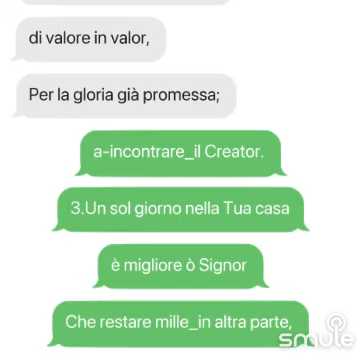 di valore in valor,
Per la gloria già promessa;
a-incontrare_il Creator.
3.Un sol giorno nella Tua casa
è migliore ò Signor
Che restare mille_in altra parte,
smule